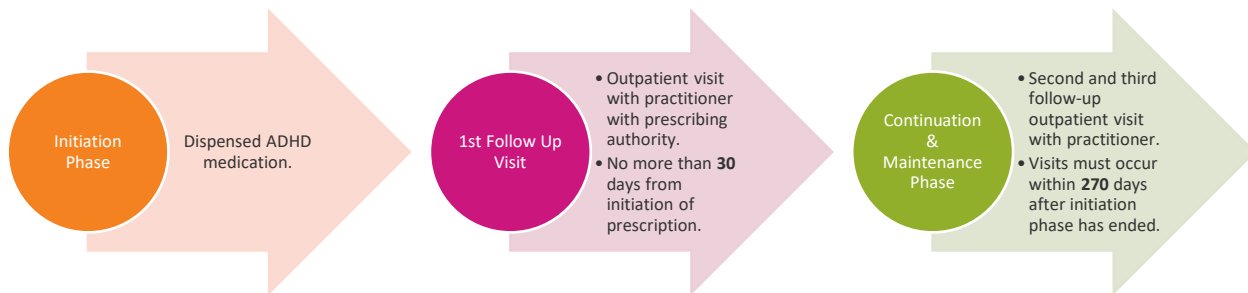 Initiation
Phase
Dispensed ADHD
medication.
1st Follow Up
Visit
• Outpatient visit
with practitioner
with prescribing
authority.
• No more than 30
days from
initiation of
prescription.
Continuation
&
Maintenance
Phase
• Second and third
follow-up
outpatient visit
with practitioner.
• Visits must occur
within 270 days
after initiation
phase has ended.